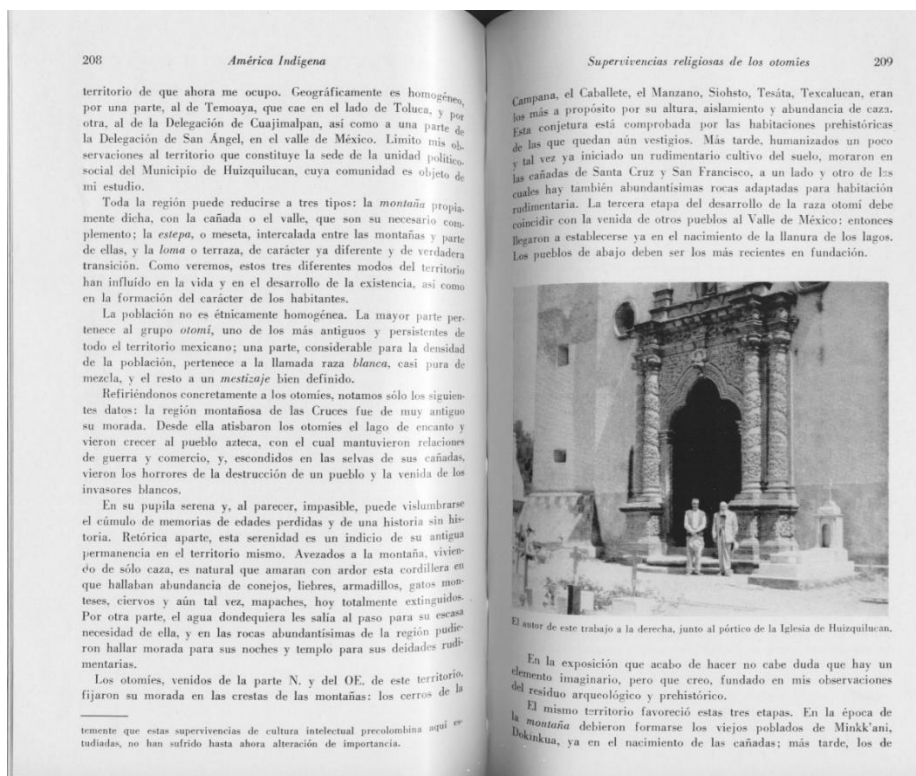 208
América Indígena
territorio de que ahora me ocupo. Geográficamente es homogéneo,
por una parte, al de Temoaya, que cae en el lado de Toluca, y por
otra, al de la Delegación de Cuajimalpan, así como a una parte de
la Delegación de San Ángel, en el valle de México. Limito mis ob-
servaciones al territorio que constituye la sede de la unidad político-
social del Municipio de Huizquilucan, cuya comunidad es objeto de
mi estudio.
Toda la región puede reducirse a tres tipos: la montaña propia-
mente dicha, con la cañada o el valle, que son su necesario com-
plemento; la estepa, o meseta, intercalada entre las montañas y parte
de ellas, y la loma o terraza, de carácter ya diferente y de verdadera
transición. Como veremos, estos tres diferentes modos del territorio
han influído en la vida y en el desarrollo de la existencia, así como
en la formación del carácter de los habitantes.
La población no es étnicamente homogénea. La mayor parte per-
tenece al grupo otomí, uno de los más antiguos y persistentes de
todo el territorio mexicano; una parte, considerable para la densidad
de la población, pertenece a la llamada raza blanca, casi pura de
mezcla, y el resto a un mestizaje bien definido.
Refiriéndonos concretamente a los otomíes, notamos sólo los siguien-
tes datos: la región montañosa de las Cruces fue de muy antiguo
su morada. Desde ella atisbaron los otomíes el lago de encanto y
vieron crecer al pueblo azteca, con el cual mantuvieron relaciones
de guerra y comercio, y, escondidos en las selvas de sus cañadas,
vieron los horrores de la destrucción de un pueblo y la venida de los
invasores blancos.
En su pupila serena y, al parecer, impasible, puede vislumbrarse
el cúmulo de memorias de edades perdidas y de una historia sin his-
toria. Retórica aparte, esta serenidad es un indicio de su antigua
permanencia en el territorio mismo. Avezados a la montaña, vivien-
do de sólo caza, es natural que amaran con ardor esta cordillera en
que hallaban abundancia de conejos, liebres, armadillos, gatos mon-
teses, ciervos y aún tal vez, mapaches, hoy totalmente extinguidos.
Por otra parte, el agua dondequiera les salía al paso para su escasa
necesidad de ella, y en las rocas abundantísimas de la región pudie-
ron hallar morada para sus noches y templo para sus deidades rudi-
mentarias.
Los otomíes, venidos de la parte N. y del OE. de este territorio,
fijaron su morada en las crestas de las montañas: los cerros de la
temente que estas supervivencias de cultura intelectual precolombina aquí es-
tudiadas, no han sufrido hasta ahora alteración de importancia.
Supervivencias religiosas de los otomíes
209
Campana, el Caballete, el Manzano, Siohsto, Tesáta, Texcalucan, eran
los más a propósito por su altura, aislamiento y abundancia de caza.
Esta conjetura está comprobada por las habitaciones prehistóricas
de las que quedan aún vestigios. Más tarde, humanizados un poco
y tal vez ya iniciado un rudimentario cultivo del suelo, moraron en
las cañadas de Santa Cruz y San Francisco, a un lado y otro de las
cuales hay también abundantísimas rocas adaptadas para habitación
rudimentaria. La tercera etapa del desarrollo de la raza otomí debe
coincidir con la venida de otros pueblos al Valle de México: entonces
llegaron a establecerse ya en el nacimiento de la llanura de los lagos.
Los pueblos de abajo deben ser los más recientes en fundación.
El autor de este trabajo a la derecha, junto al pórtico de la Iglesia de Huizquilucan.
En la exposición que acabo de hacer no cabe duda que hay un
elemento imaginario, pero que creo, fundado en mis observaciones
del residuo arqueológico y prehistórico.
El mismo territorio favoreció estas tres etapas. En la época de
la montaña debieron formarse los viejos poblados de Minkk'ani,
Dokinkua, ya en el nacimiento de las cañadas; más tarde, los de